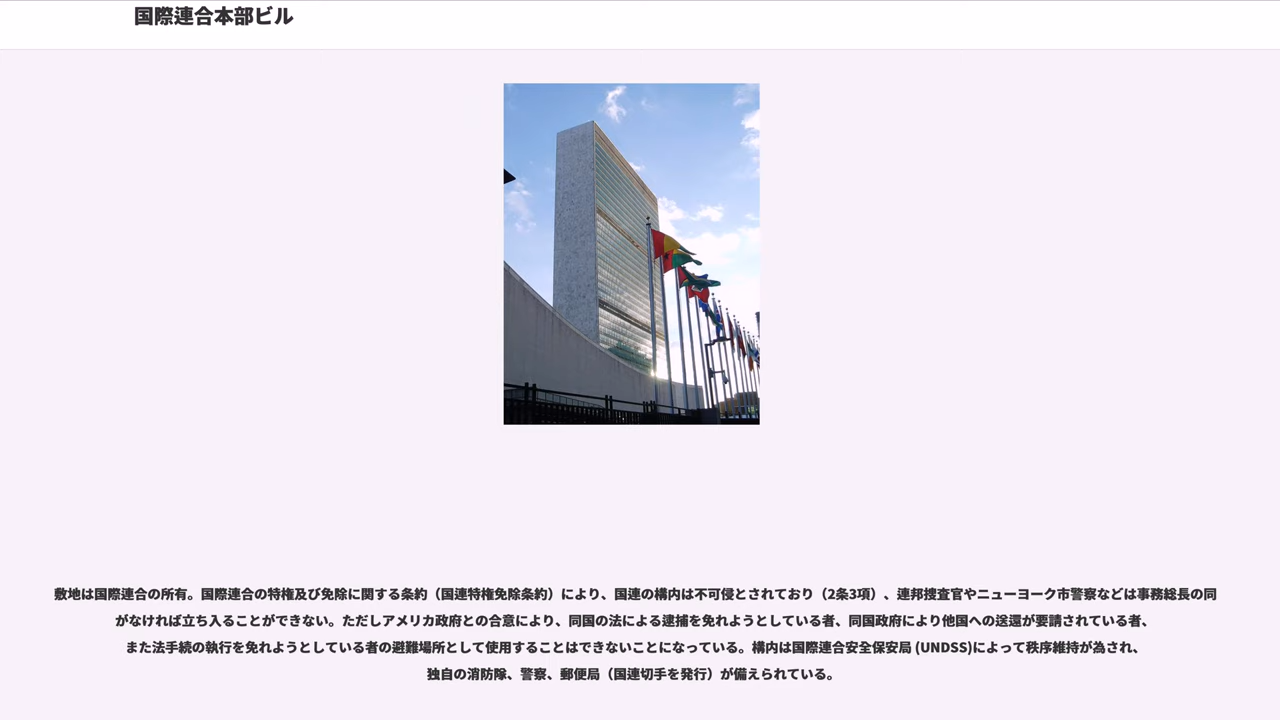 国際連合本部ビル
敷地は国際連合の所有。国際連合の特権及び免除に関する条約（国連特権免除条約）により、国連の構内は不可侵とされており（2条3項）、連邦捜査官やニューヨーク市警察などは事務総長の同
がなければ立ち入ることができない。ただしアメリカ政府との合意により、同国の法による逮捕を免れようとしている者、同国政府により他国への送還が要請されている者、
また法手続の執行を免れようとしている者の避難場所として使用することはできないことになっている。構内は国際連合安全保安局 (UNDSS)によって秩序維持が為され、
独自の消防隊、警察、郵便局（国連切手を発行）が備えられている。